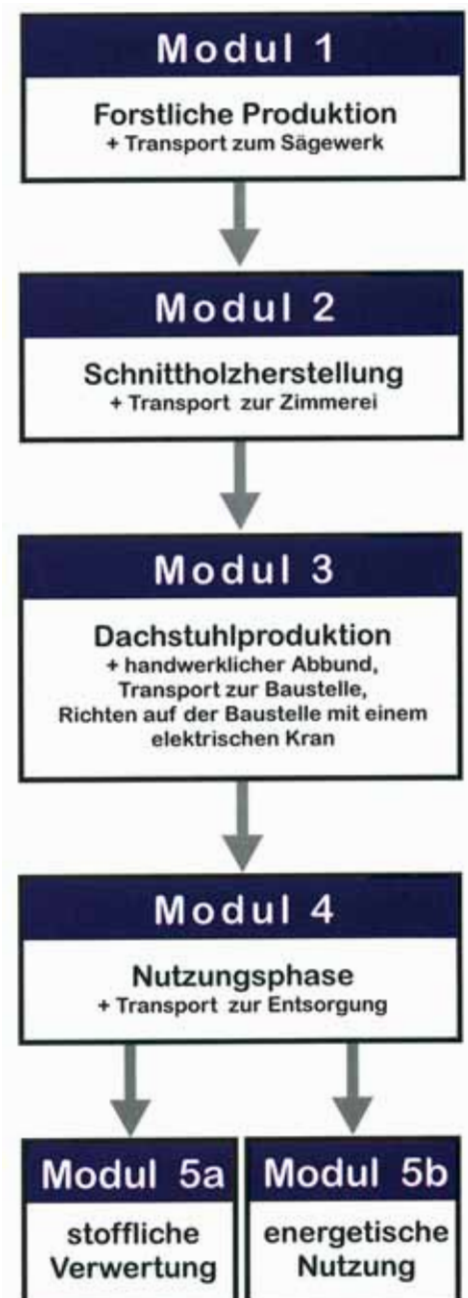 Modul 1
Forstliche Produktion
+ Transport zum Sägewerk
Modul 2
Schnittholzherstellung
+ Transport zur Zimmerei
Modul 3
Dachstuhlproduktion
+ handwerklicher Abbund,
Transport zur Baustelle,
Richten auf der Baustelle mit einem
elektrischen Kran
Modul 4
Nutzungsphase
+ Transport zur Entsorgung
Modul 5a
stoffliche
Verwertung
Modul 5b
energetische
Nutzung